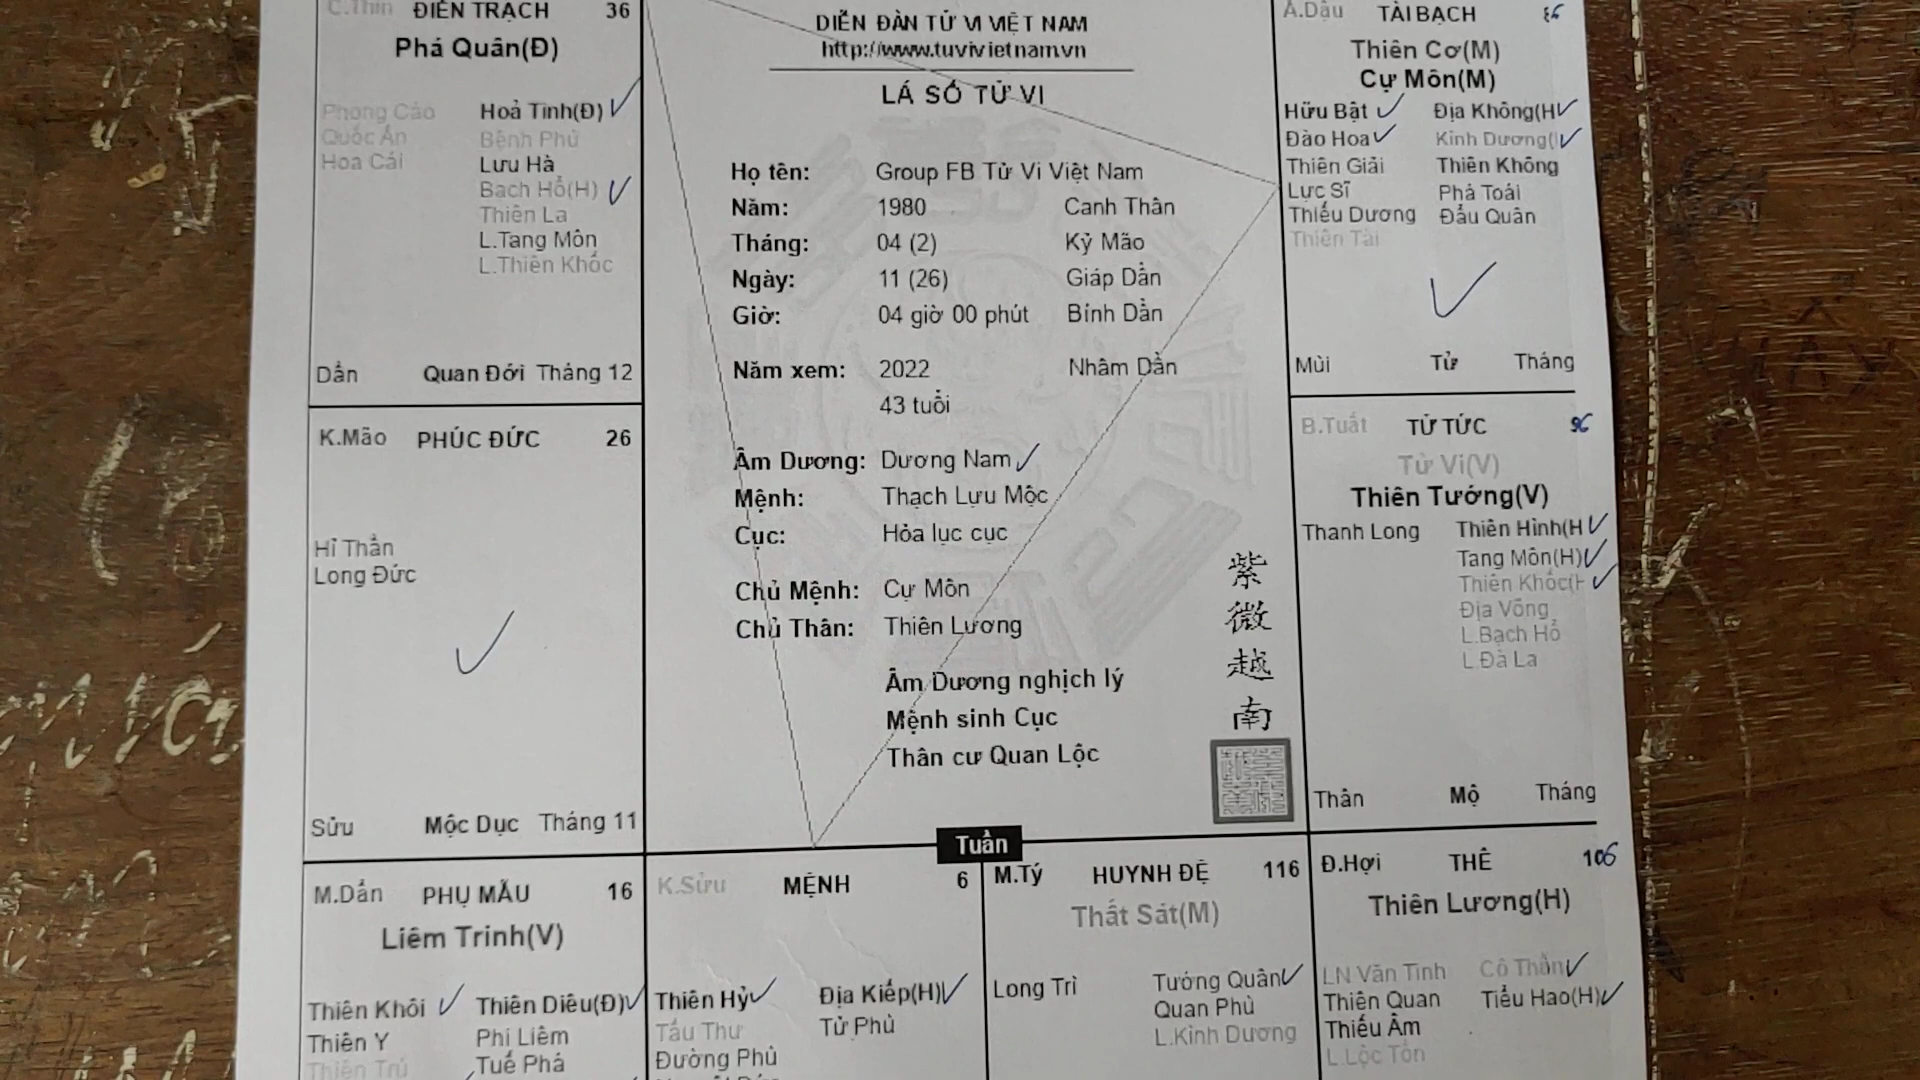 C.Thìn ĐIỀN TRẠCH 36
Phá Quân(Đ)
Phong Cáo Hoả Tinh(Đ)
Quốc Ấn Bệnh Phù
Hoa Cái Lưu Hà
Bạch Hổ(H)
Thiên La
L.Tang Môn
L.Thiên Khốc
Dần Quan Đới Tháng 12
K.Mão PHÚC ĐỨC 26
Hỉ Thần
Long Đức
Sửu Mộc Dục Tháng 11
M.Dần PHỤ MẪU 16
Liêm Trinh(V)
Thiên Khôi Thiên Diêu(Đ)
Thiên Y Phi Liêm
Thiên Trù Tuế Phá
DIỄN ĐÀN TỬ VI VIỆT NAM
http://www.tuvivietnam.vn
LÁ SỐ TỬ VI
Họ tên: Group FB Tử Vi Việt Nam
Năm: 1980 Canh Thân
Tháng: 04 (2) Kỷ Mão
Ngày: 11 (26) Giáp Dần
Giờ: 04 giờ 00 phút Bính Dần
Năm xem: 2022 Nhâm Dần
43 tuổi
Âm Dương: Dương Nam
Mệnh: Thạch Lựu Mộc
Cục: Hỏa lục cục
Chủ Mệnh: Cự Môn
Chủ Thân: Thiên Lương
Âm Dương nghịch lý
Mệnh sinh Cục
Thân cư Quan Lộc
紫微越南
Tuần
K.Sửu MỆNH 6
Thiên Hỷ Địa Kiếp(H)
Tấu Thư Tử Phù
Đường Phù
M.Tý HUYNH ĐỆ 116
Thất Sát(M)
Long Trì Tướng Quân
Quan Phù
L.Kình Dương
Á.Dậu TÀI BẠCH 86
Thiên Cơ(M)
Cự Môn(M)
Hữu Bật Địa Không(H
Đào Hoa Kình Dương(
Thiên Giải Thiên Không
Lực Sĩ Phá Toái
Thiếu Dương Đẩu Quân
Thiên Tài
Mùi Tử Tháng
B.Tuất TỬ TỨC 96
Tử Vi(V)
Thiên Tướng(V)
Thanh Long Thiên Hình(H
Tang Môn(H)
Thiên Khốc(H
Địa Võng
L.Bạch Hổ
L.Đà La
Thân Mộ Tháng
Đ.Hợi THÊ 106
Thiên Lương(H)
LN Văn Tinh Cô Thần
Thiên Quan Tiểu Hao(H)
Thiếu Âm
L.Lộc Tồn